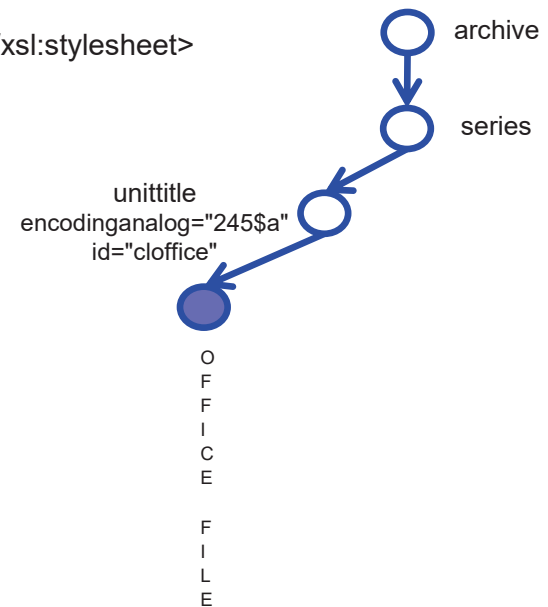 xsl:stylesheet>
archive
series
unittitle
encodinganalog="245$a"
id="cloffice"
O
F
F
I
C
E
F
I
L
E